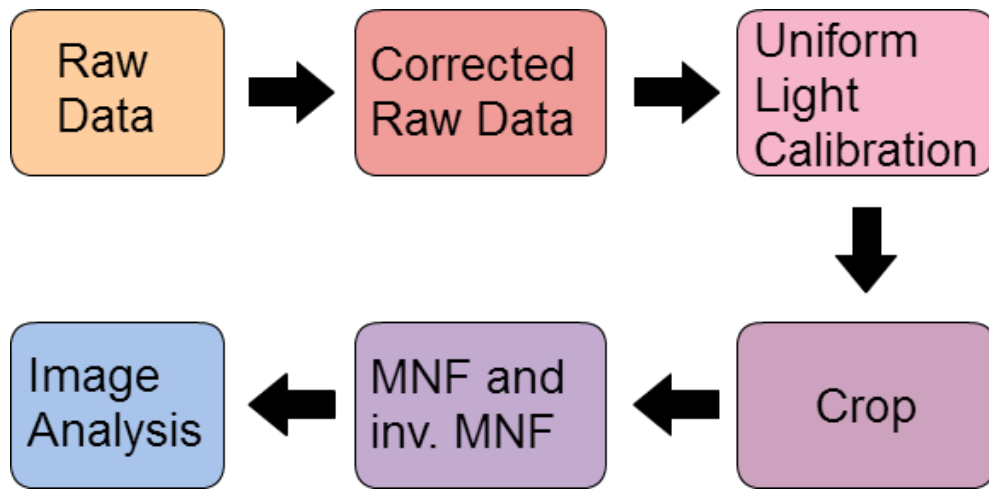 Raw
Data
Corrected
Raw Data
Uniform
Light
Calibration
Crop
MNF and
inv. MNF
Image
Analysis